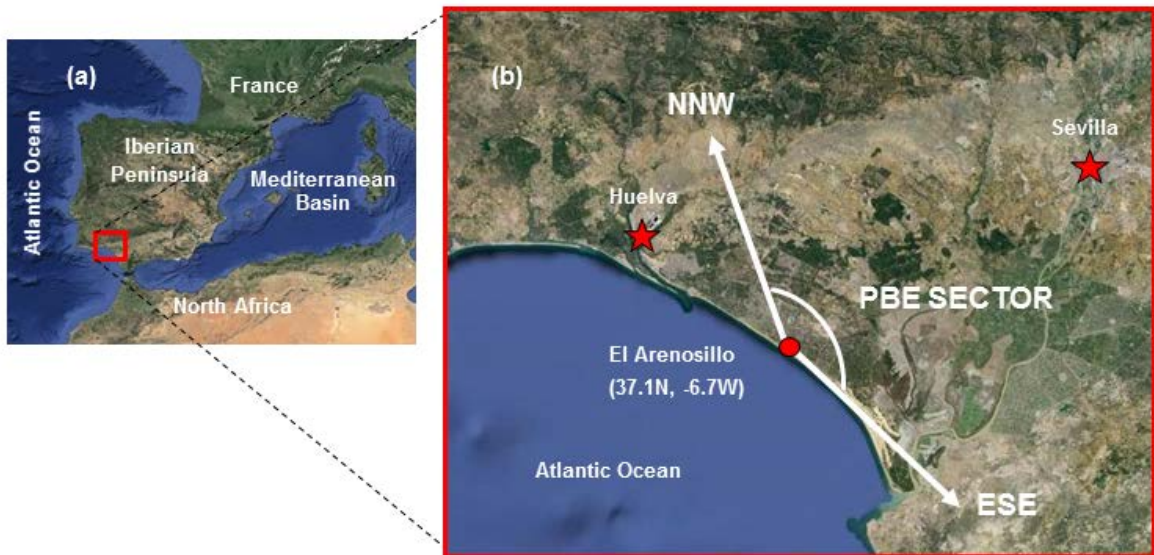 (a)
France
Atlantic Ocean
Iberian
Peninsula
Mediterranean
Basin
North Africa
(b)
NNW
Sevilla
Huelva
PBE SECTOR
El Arenosillo
(37.1N, -6.7W)
Atlantic Ocean
ESE